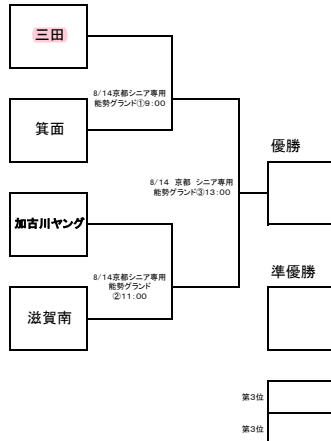 三田
8/14京都シニア専用
能勢グランド①9:00
箕面
8/14 京都 シニア専用
能勢グランド③13:00
優勝
加古川ヤング
8/14京都シニア専用
能勢グランド
②11:00
準優勝
滋賀南
第3位
第3位